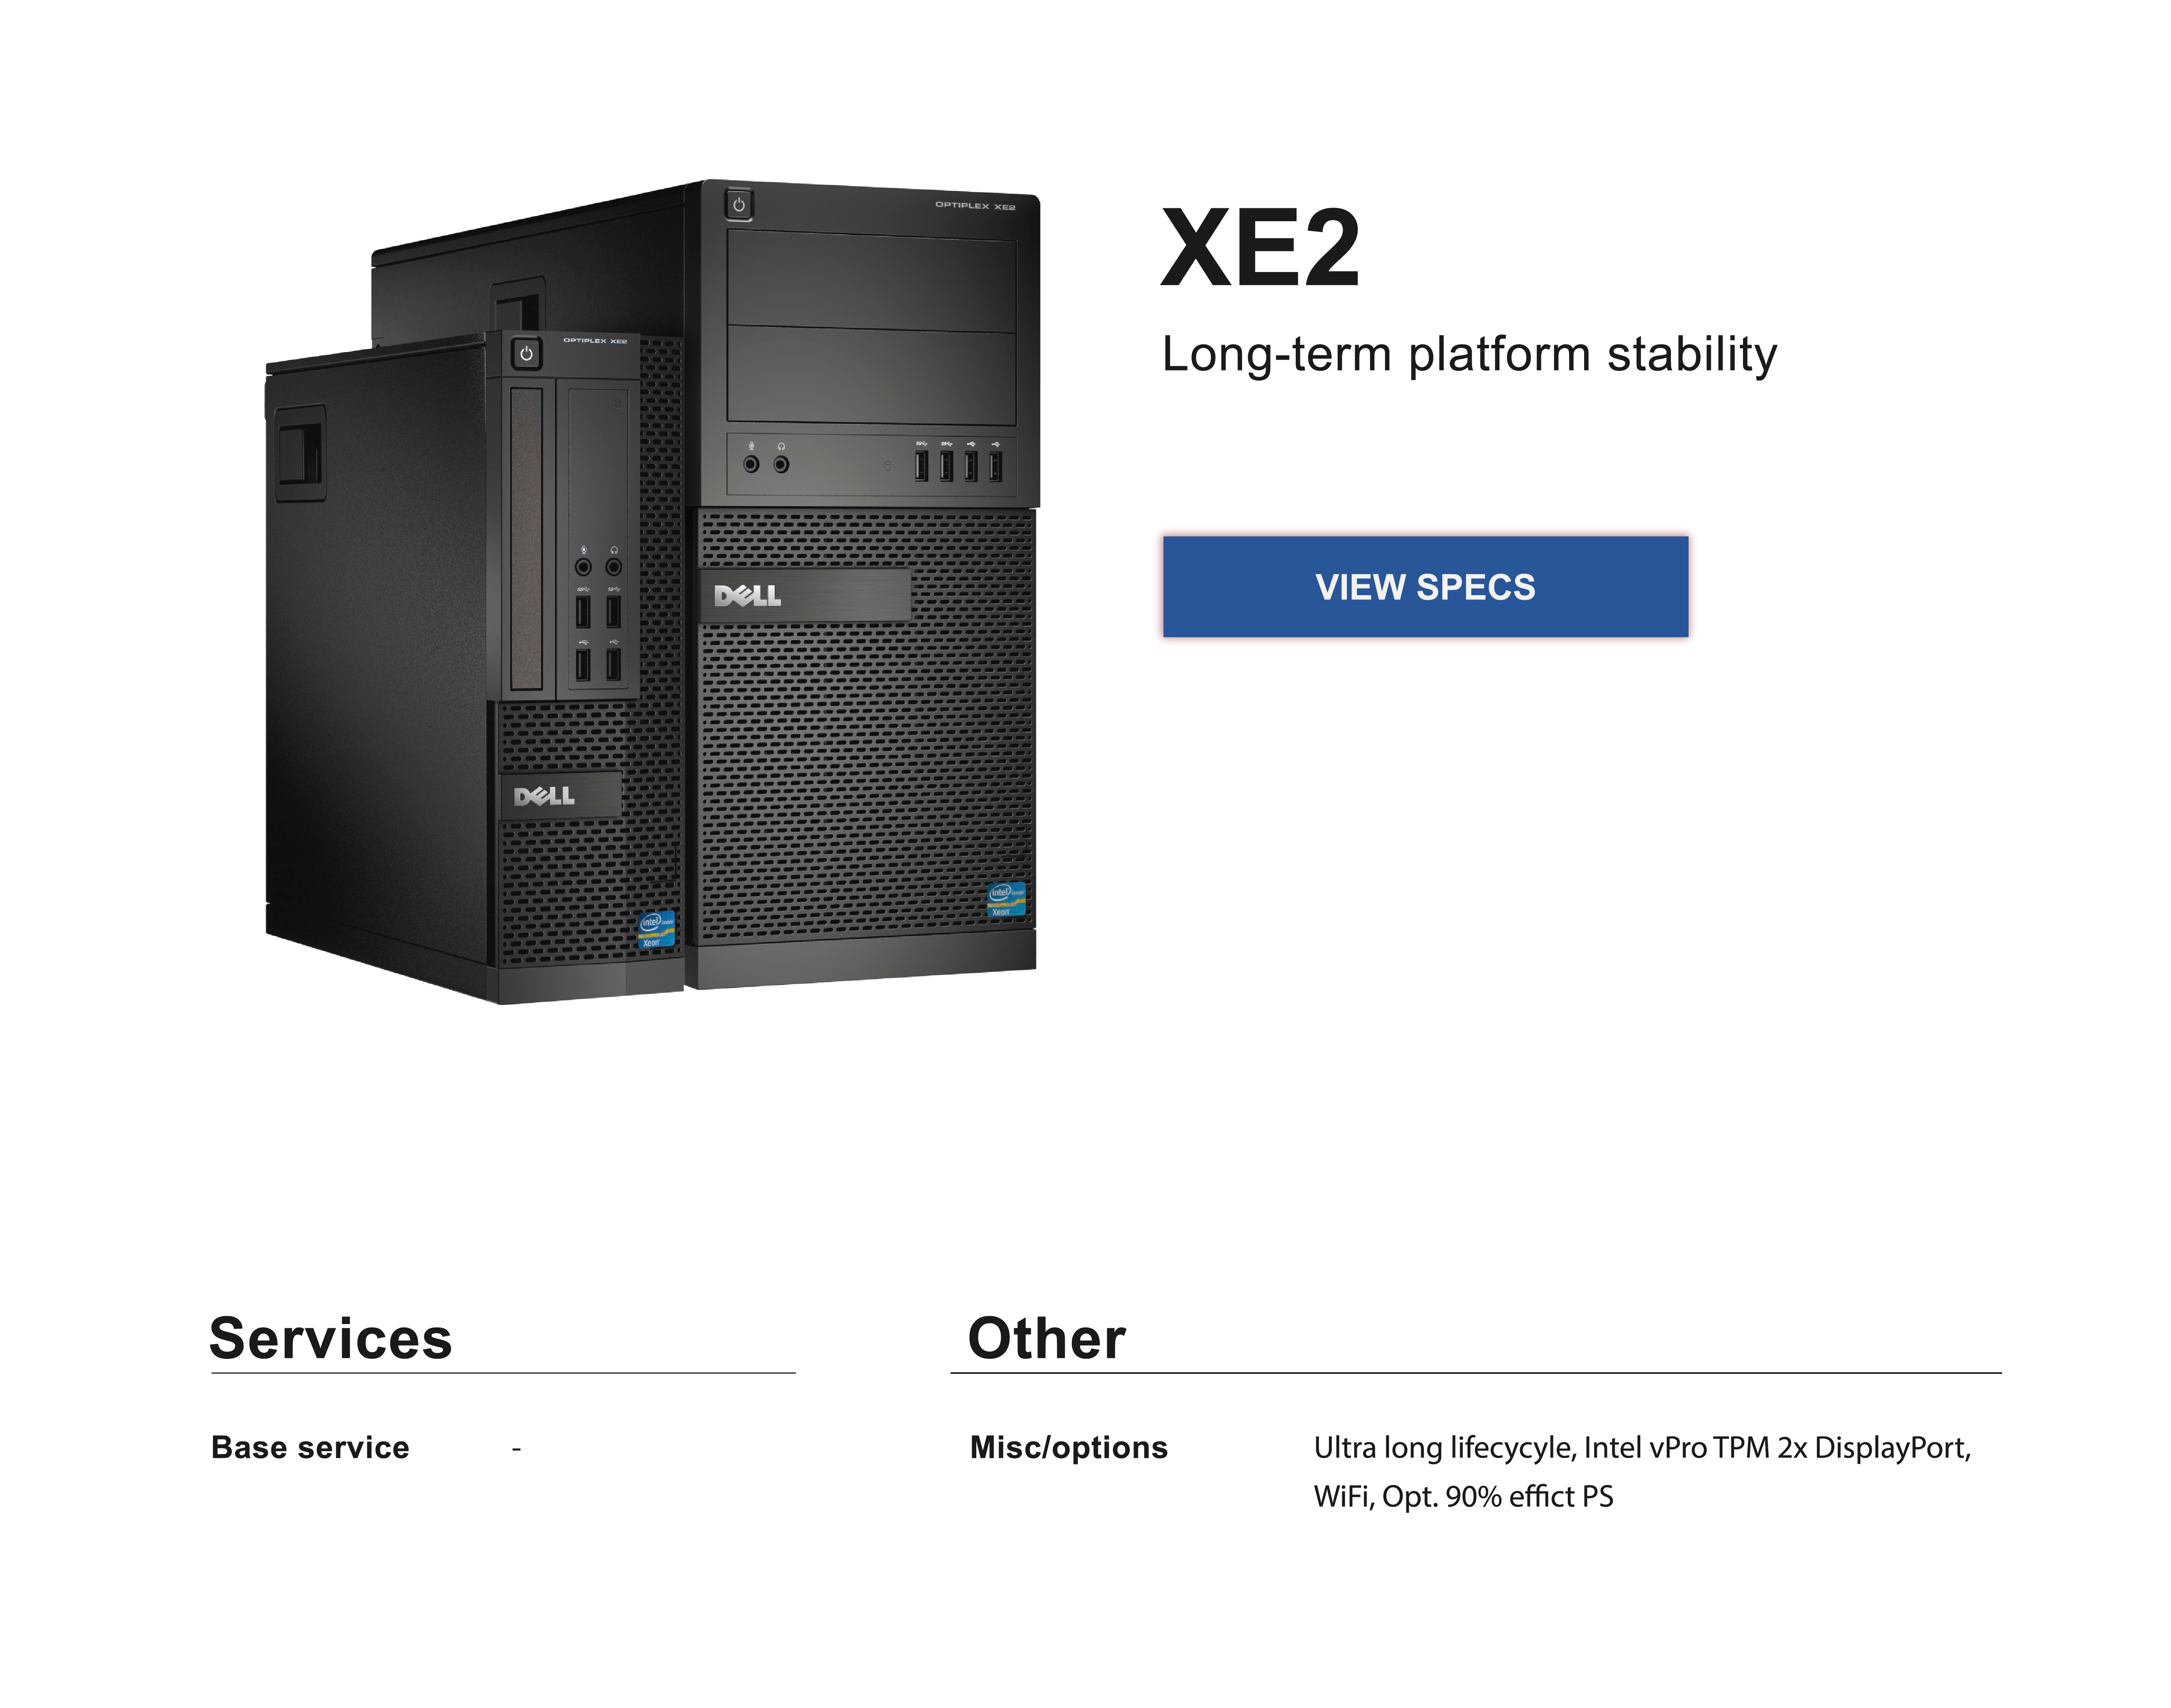 OPTIPLEX XE2
XE2
Long-term platform stability
OPTIPLEX XE2
VIEW SPECS
DELL
DELL
intel
Xeon
intel
Xeon
Services
Other
Base service -
Misc/options Ultra long lifecycyle, Intel vPro TPM 2x DisplayPort,
WiFi, Opt. 90% effict PS